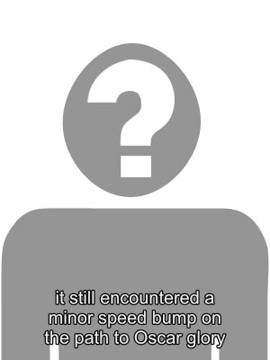 ?
it still encountered a
minor speed bump on
the path to Oscar glory